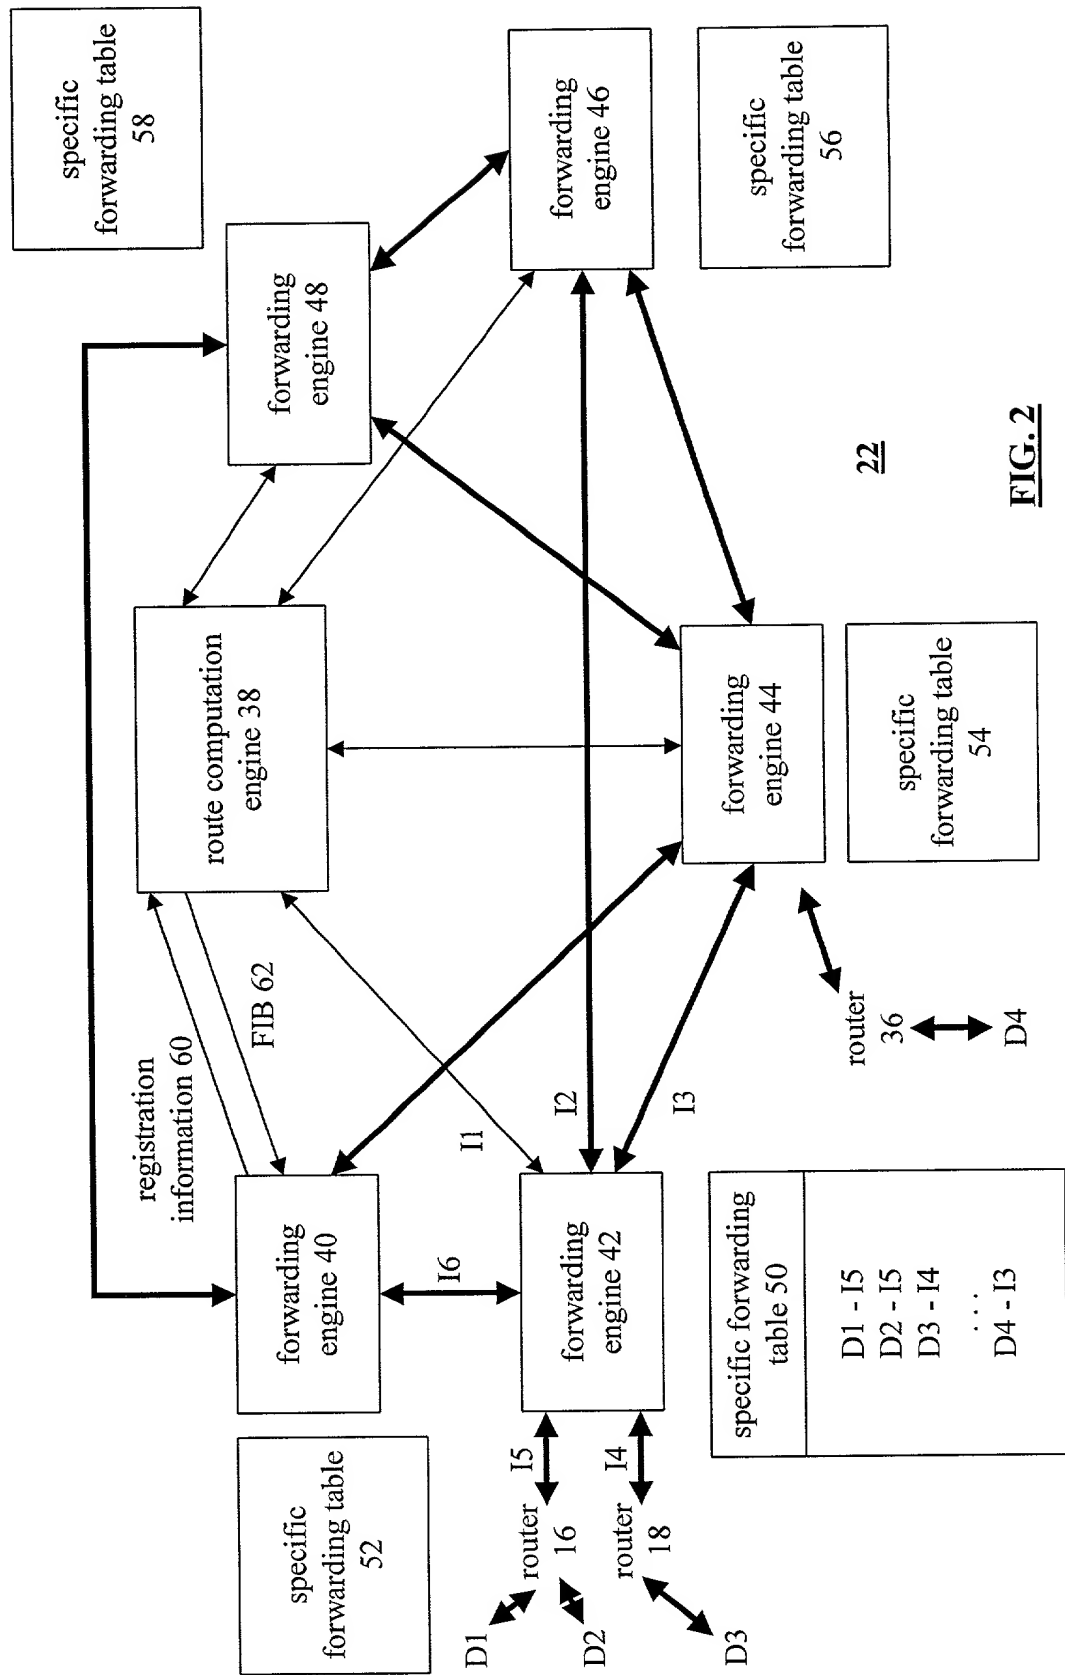 specific
forwarding table
52
D1
D2
D3
router
16
router
18
I5
I4
forwarding
engine 40
I6
forwarding
engine 42
specific forwarding
table 50
D1 - I5
D2 - I5
D3 - I4
. . .
D4 - I3
registration
information 60
FIB 62
I1
I2
I3
route computation
engine 38
router
36
D4
forwarding
engine 44
specific
forwarding table
54
forwarding
engine 48
specific
forwarding table
58
forwarding
engine 46
specific
forwarding table
56
22
FIG. 2